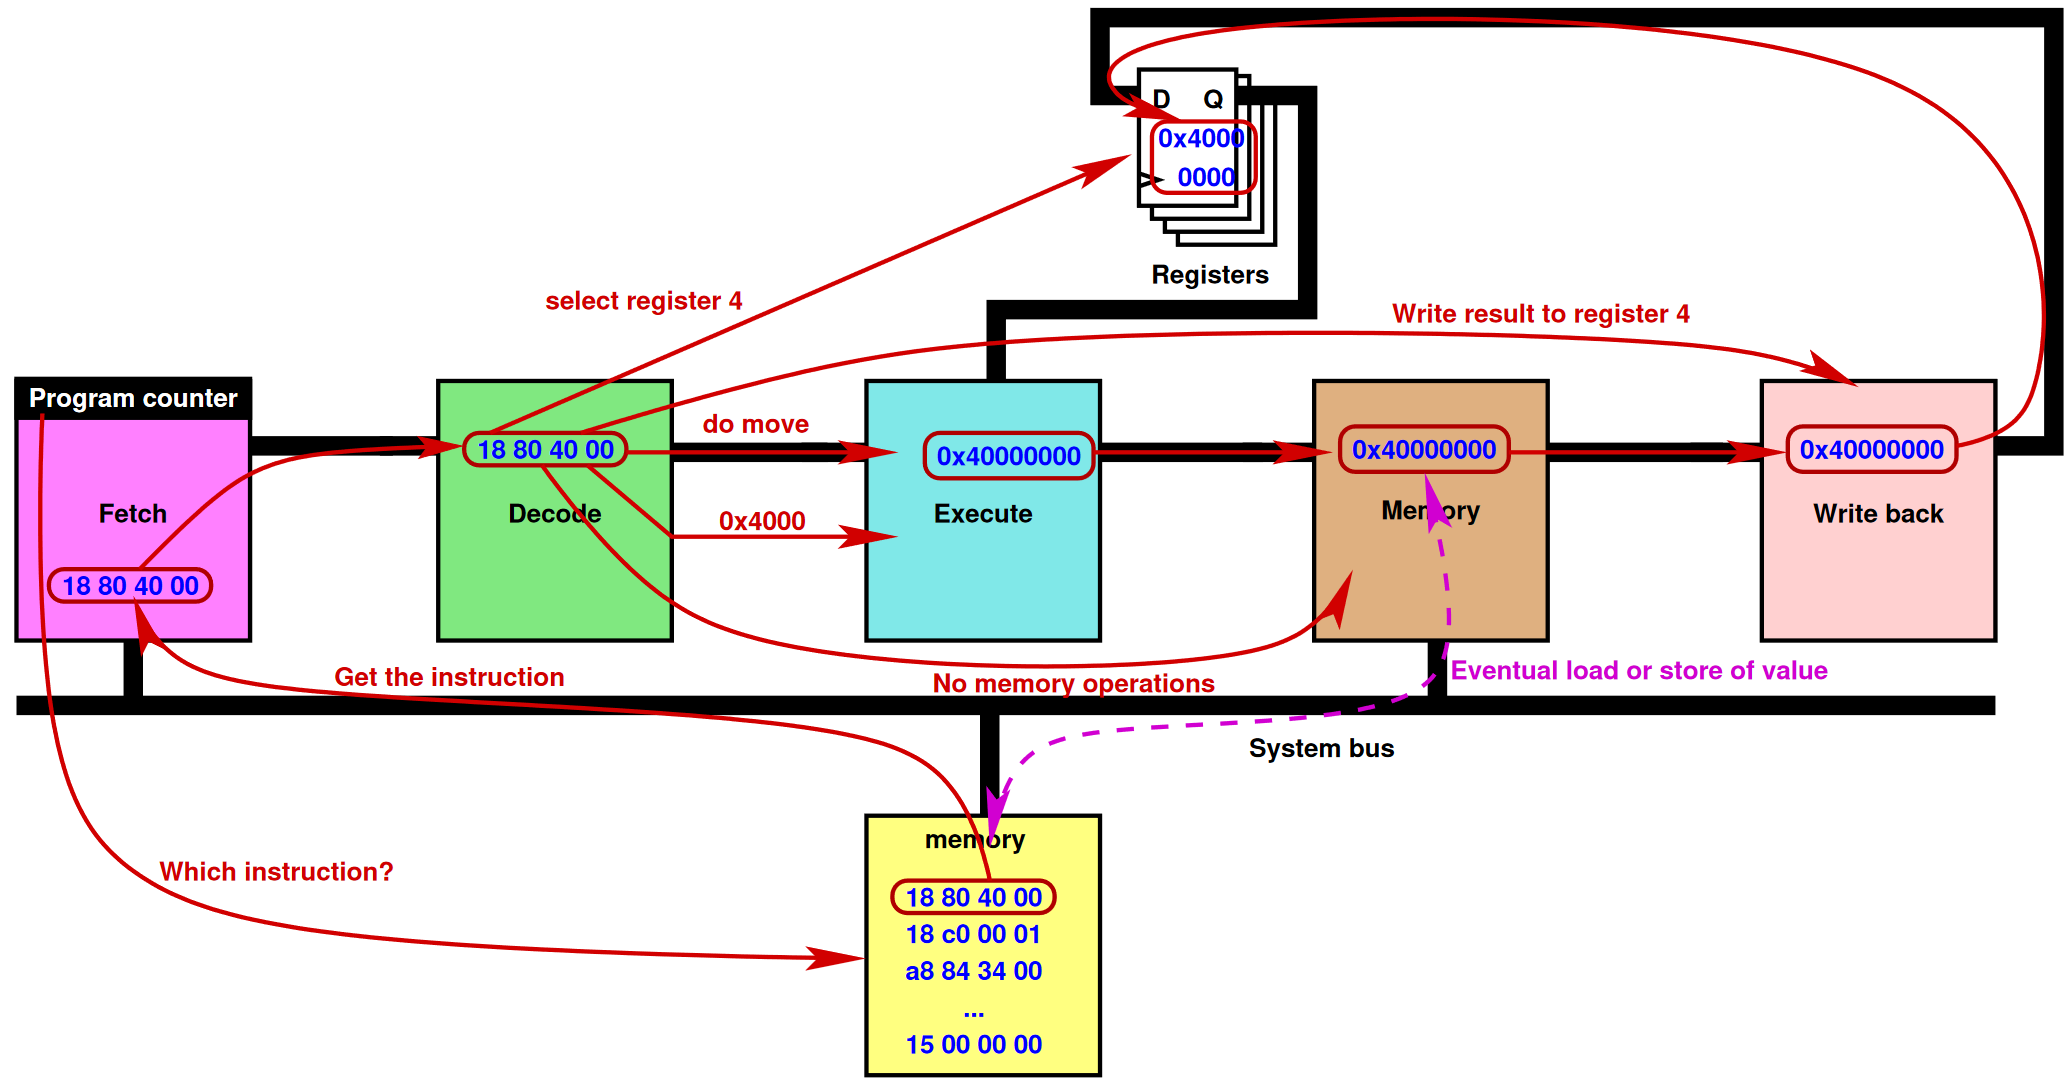 D Q
0x4000
0000
Registers
select register 4
Write result to register 4
Program counter
do move
18 80 40 00
0x40000000
0x40000000
0x40000000
Fetch
Decode
0x4000
Execute
Memory
Write back
18 80 40 00
Get the instruction
No memory operations
Eventual load or store of value
System bus
memory
Which instruction?
18 80 40 00
18 c0 00 01
a8 84 34 00
...
15 00 00 00